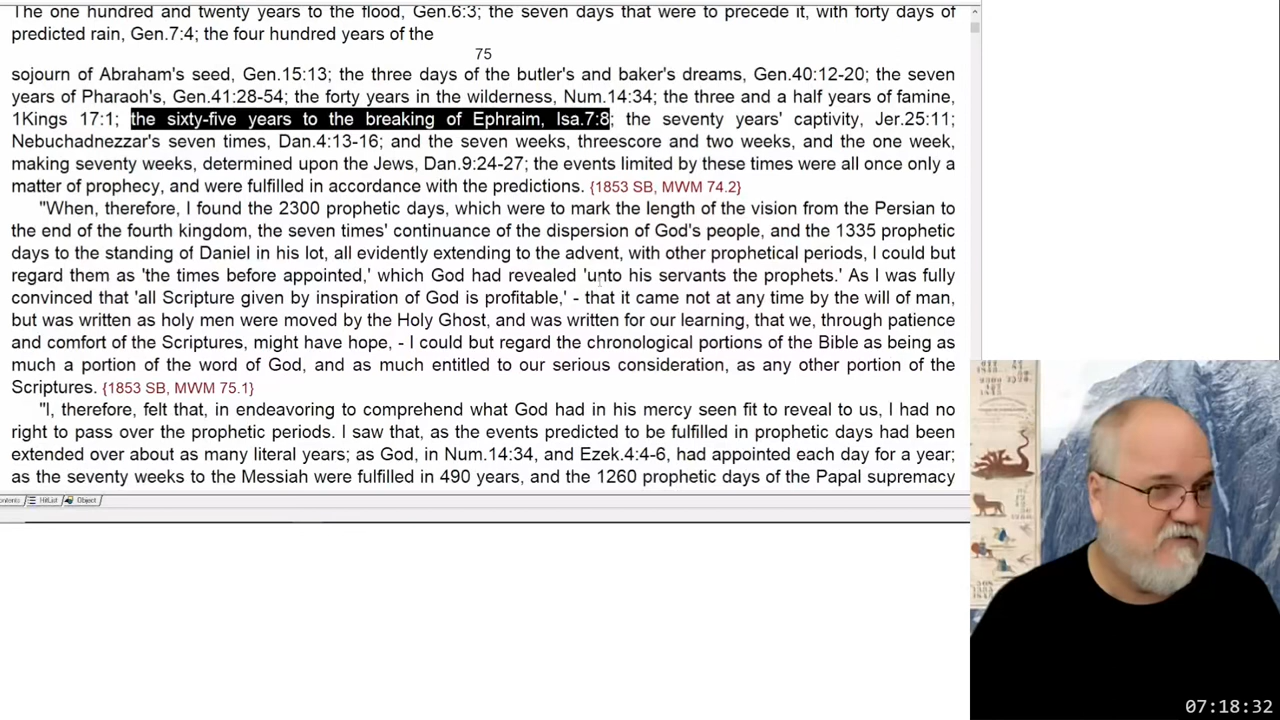 The one hundred and twenty years to the flood, Gen.6:3; the seven days that were to precede it, with forty days of
predicted rain, Gen.7:4; the four hundred years of the
75
sojourn of Abraham's seed, Gen.15:13; the three days of the butler's and baker's dreams, Gen.40:12-20; the seven
years of Pharaoh's, Gen.41:28-54; the forty years in the wilderness, Num.14:34; the three and a half years of famine,
1Kings 17:1; the sixty-five years to the breaking of Ephraim, Isa.7:8; the seventy years' captivity, Jer.25:11;
Nebuchadnezzar's seven times, Dan.4:13-16; and the seven weeks, threescore and two weeks, and the one week,
making seventy weeks, determined upon the Jews, Dan.9:24-27; the events limited by these times were all once only a
matter of prophecy, and were fulfilled in accordance with the predictions. {1853 SB, MWM 74.2}
"When, therefore, I found the 2300 prophetic days, which were to mark the length of the vision from the Persian to
the end of the fourth kingdom, the seven times' continuance of the dispersion of God's people, and the 1335 prophetic
days to the standing of Daniel in his lot, all evidently extending to the advent, with other prophetical periods, I could but
regard them as 'the times before appointed,' which God had revealed 'unto his servants the prophets.' As I was fully
convinced that 'all Scripture given by inspiration of God is profitable,' - that it came not at any time by the will of man,
but was written as holy men were moved by the Holy Ghost, and was written for our learning, that we, through patience
and comfort of the Scriptures, might have hope, - I could but regard the chronological portions of the Bible as being as
much a portion of the word of God, and as much entitled to our serious consideration, as any other portion of the
Scriptures. {1853 SB, MWM 75.1}
"I, therefore, felt that, in endeavoring to comprehend what God had in his mercy seen fit to reveal to us, I had no
right to pass over the prophetic periods. I saw that, as the events predicted to be fulfilled in prophetic days had been
extended over about as many literal years; as God, in Num.14:34, and Ezek.4:4-6, had appointed each day for a year;
as the seventy weeks to the Messiah were fulfilled in 490 years, and the 1260 prophetic days of the Papal supremacy
HitList Object
07:18:32